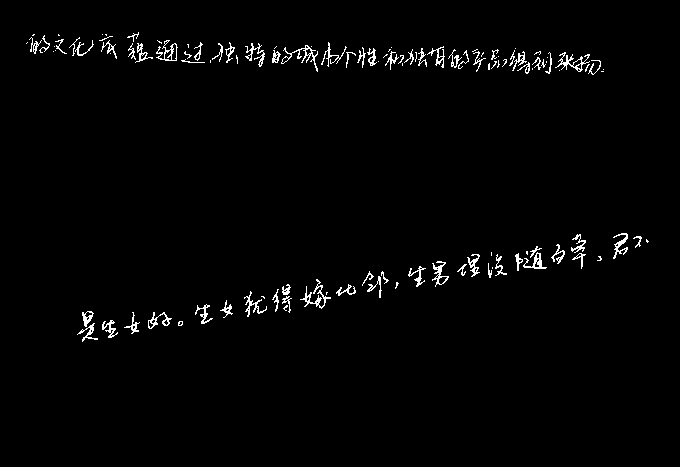 的文化底蕴通过独特的城市个性和独有的产品得到张扬.
是生女好。生女犹得嫁比邻,生男埋没随百草。君不